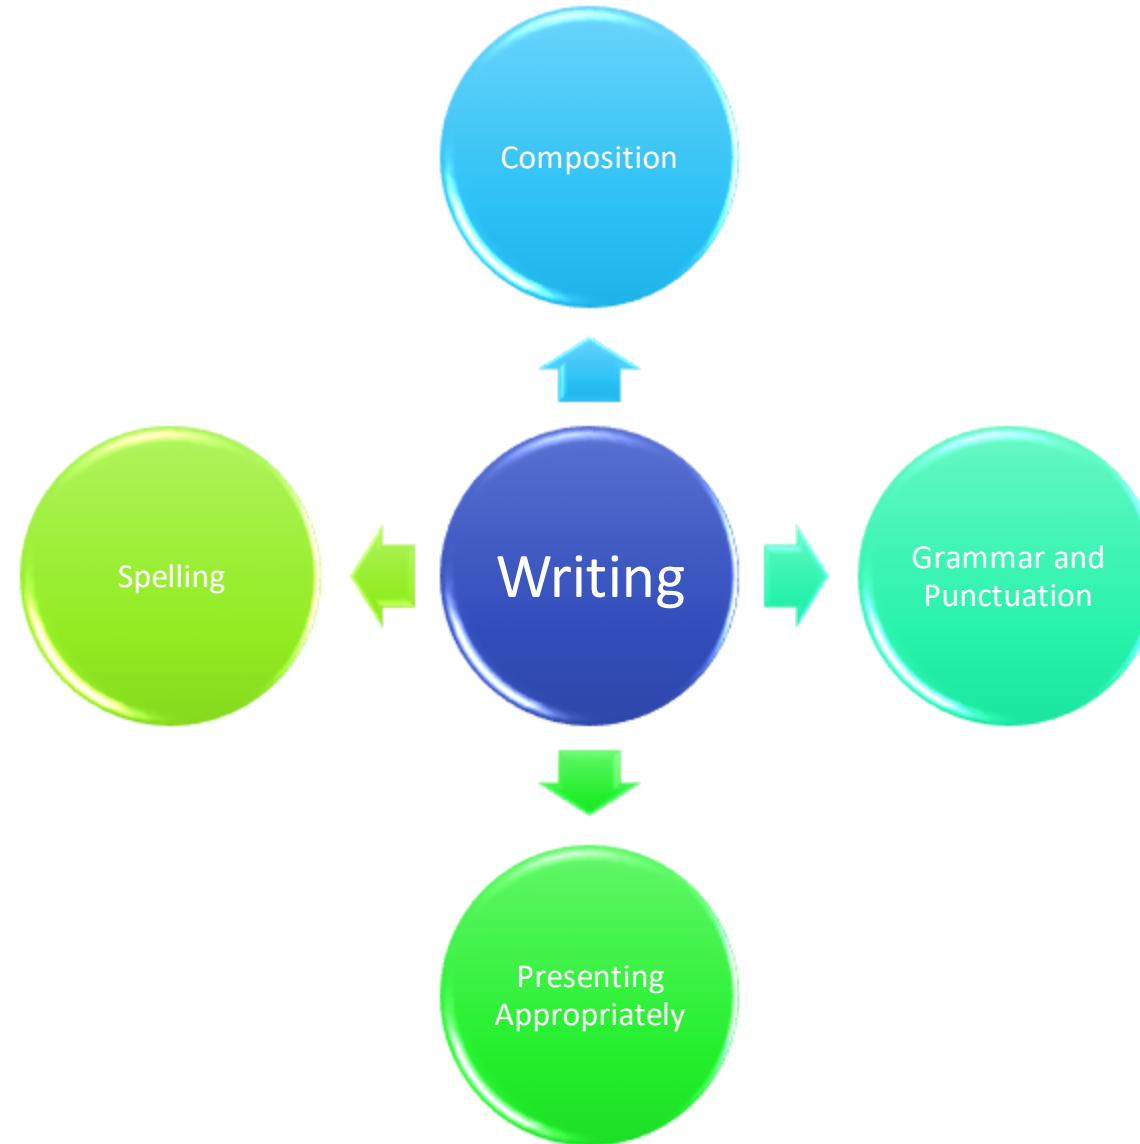 Composition
Spelling
Writing
Grammar and
Punctuation
Presenting
Appropriately